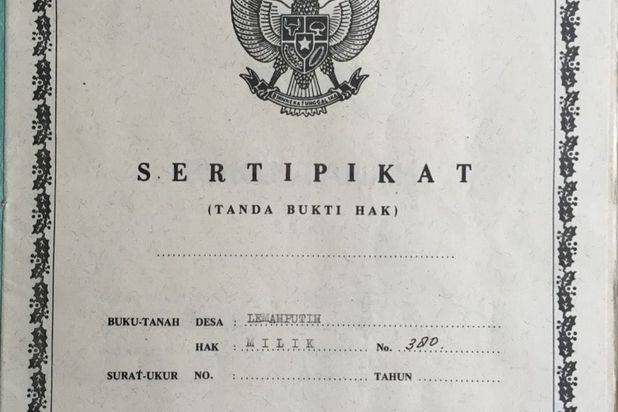 BHINNEKA TUNGGAL IKA
SERTIPIKAT
(TANDA BUKTI HAK)
BUKU-TANAH DESA : LEMAHPUTIH
HAK : MILIK No. 380
SURAT-UKUR NO. : TAHUN